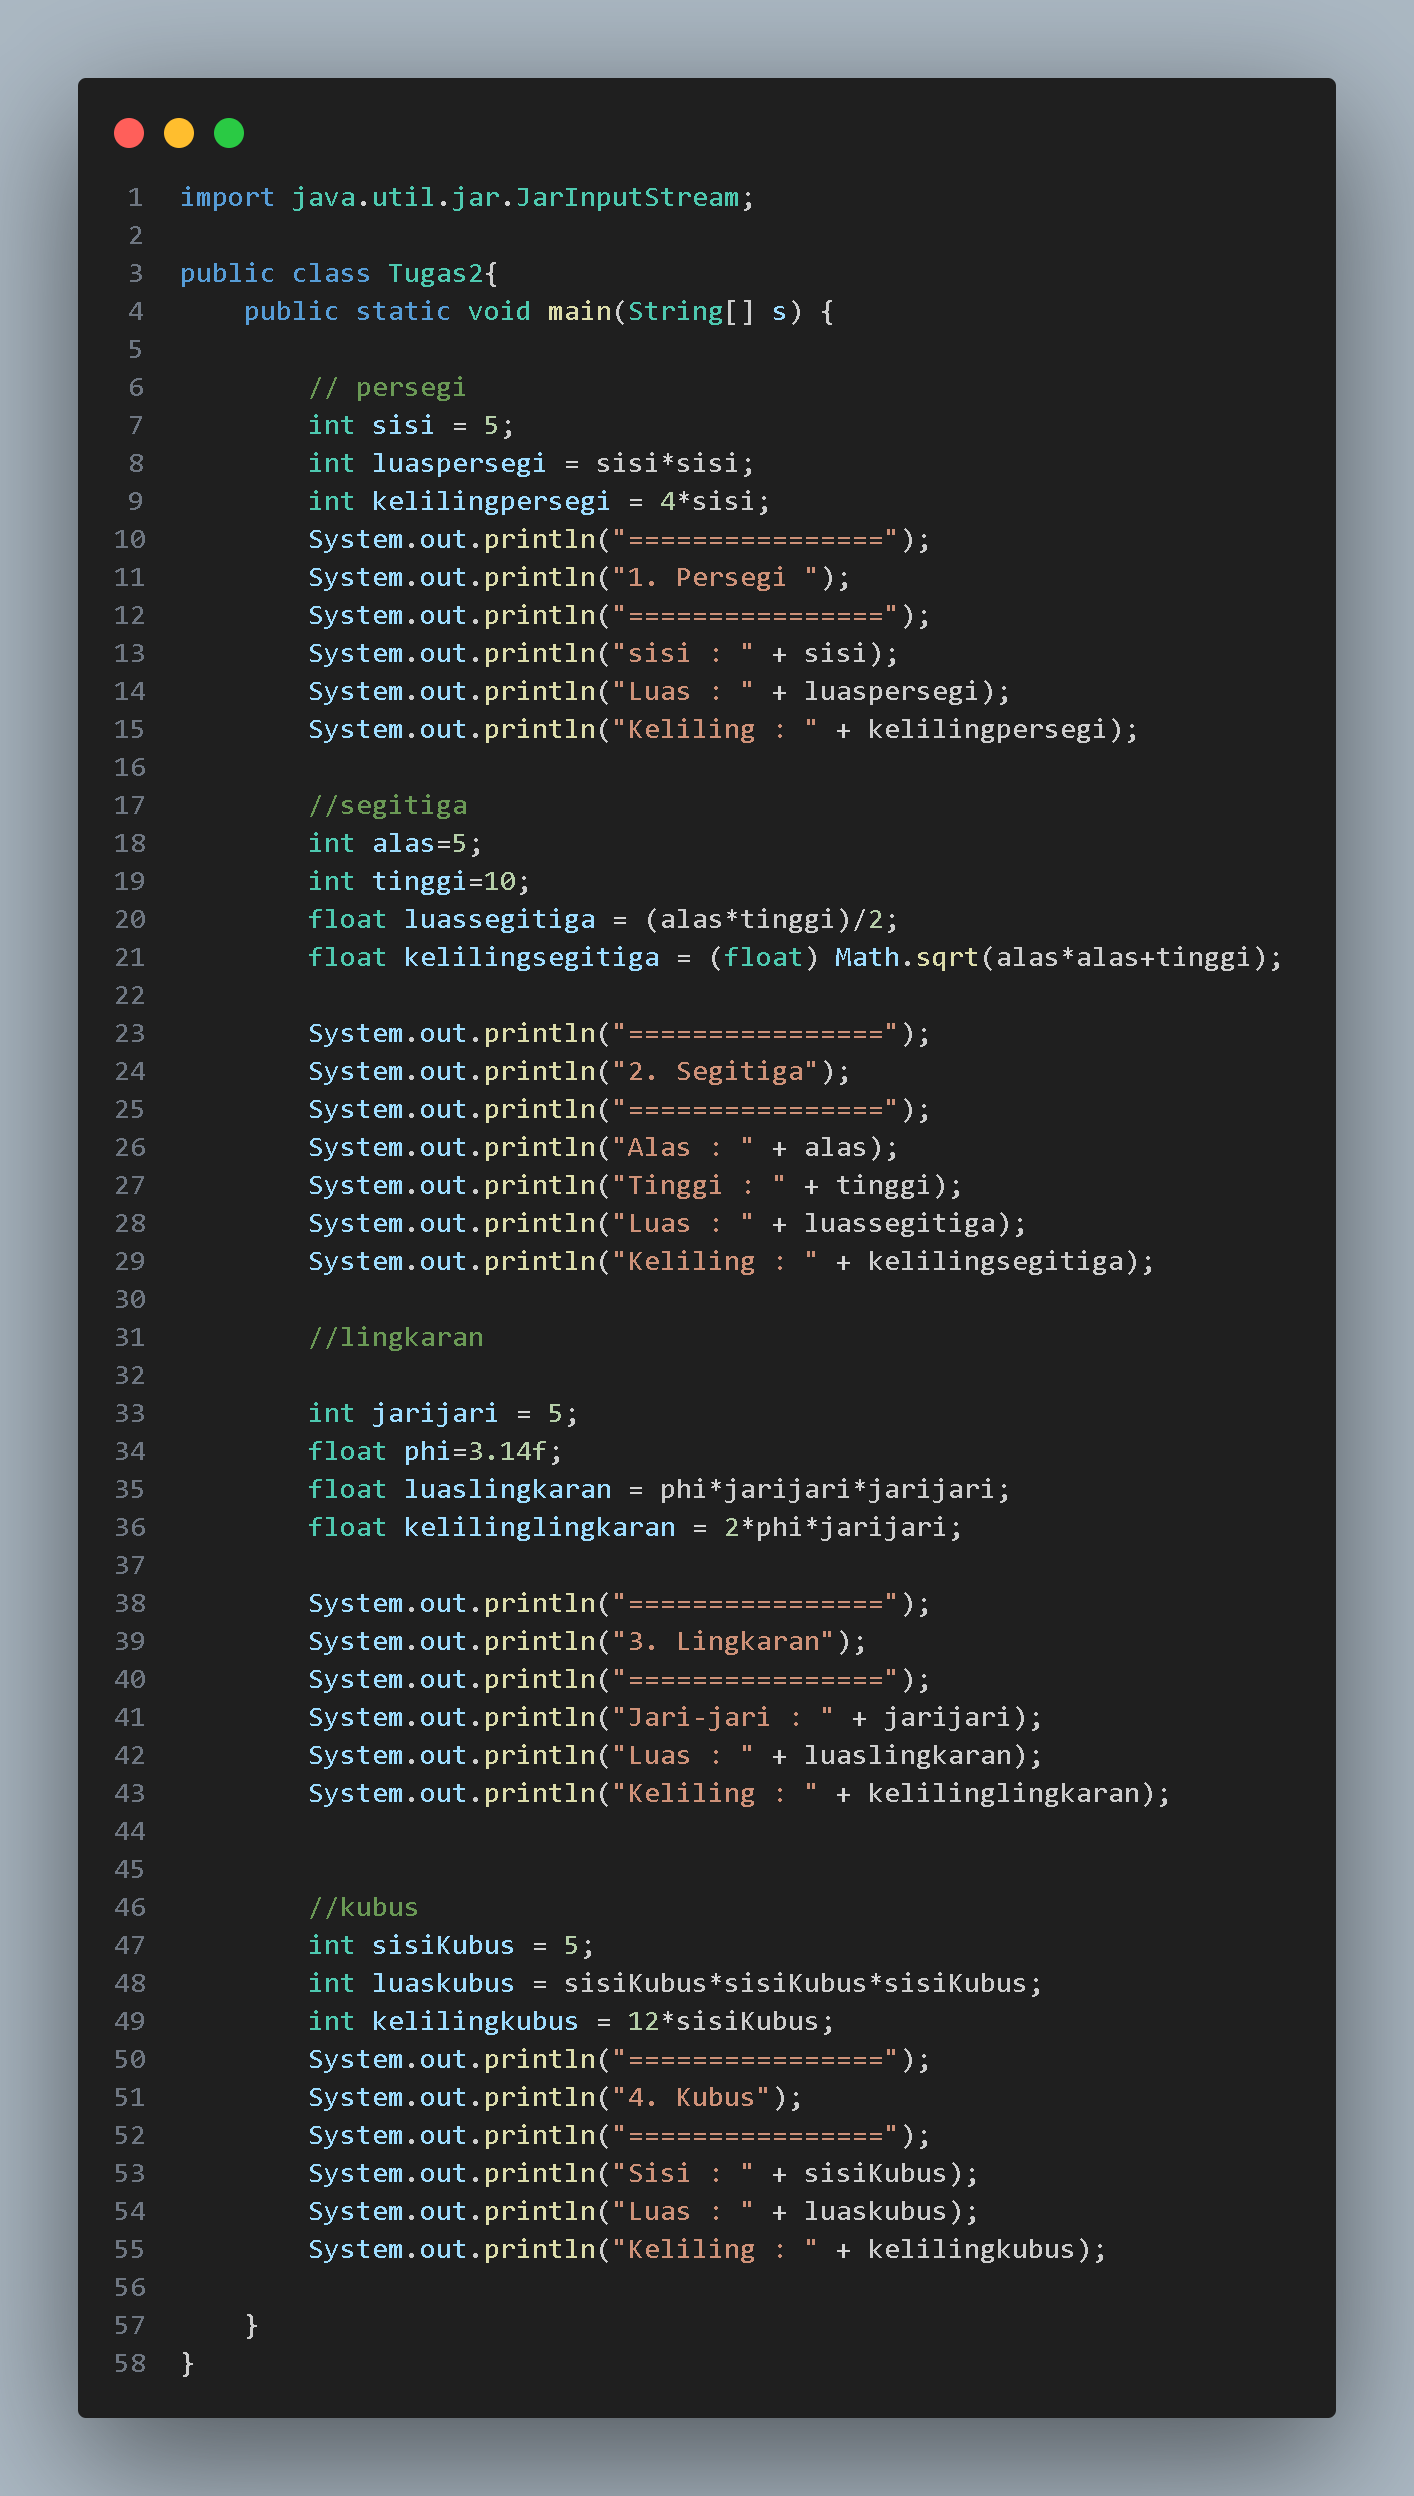 1 import java.util.jar.JarInputStream;
2
3 public class Tugas2{
4     public static void main(String[] s) {
5
6         // persegi
7         int sisi = 5;
8         int luaspersegi = sisi*sisi;
9         int kelilingpersegi = 4*sisi;
10         System.out.println("================");
11         System.out.println("1. Persegi ");
12         System.out.println("================");
13         System.out.println("sisi : " + sisi);
14         System.out.println("Luas : " + luaspersegi);
15         System.out.println("Keliling : " + kelilingpersegi);
16
17         //segitiga
18         int alas=5;
19         int tinggi=10;
20         float luassegitiga = (alas*tinggi)/2;
21         float kelilingsegitiga = (float) Math.sqrt(alas*alas+tinggi);
22
23         System.out.println("================");
24         System.out.println("2. Segitiga");
25         System.out.println("================");
26         System.out.println("Alas : " + alas);
27         System.out.println("Tinggi : " + tinggi);
28         System.out.println("Luas : " + luassegitiga);
29         System.out.println("Keliling : " + kelilingsegitiga);
30
31         //lingkaran
32
33         int jarijari = 5;
34         float phi=3.14f;
35         float luaslingkaran = phi*jarijari*jarijari;
36         float kelilinglingkaran = 2*phi*jarijari;
37
38         System.out.println("================");
39         System.out.println("3. Lingkaran");
40         System.out.println("================");
41         System.out.println("Jari-jari : " + jarijari);
42         System.out.println("Luas : " + luaslingkaran);
43         System.out.println("Keliling : " + kelilinglingkaran);
44
45
46         //kubus
47         int sisiKubus = 5;
48         int luaskubus = sisiKubus*sisiKubus*sisiKubus;
49         int kelilingkubus = 12*sisiKubus;
50         System.out.println("================");
51         System.out.println("4. Kubus");
52         System.out.println("================");
53         System.out.println("Sisi : " + sisiKubus);
54         System.out.println("Luas : " + luaskubus);
55         System.out.println("Keliling : " + kelilingkubus);
56
57     }
58 }